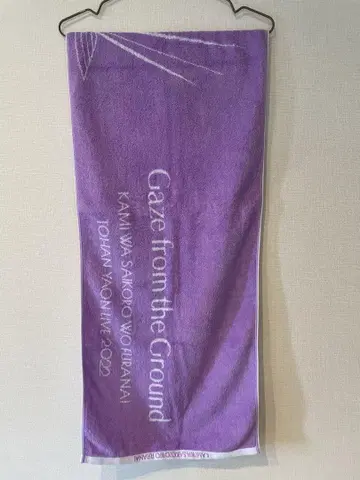 Gaze from the Ground
KAMI WA SAIKORO WO FURANAI
TOHAN YAON LIVE 2022